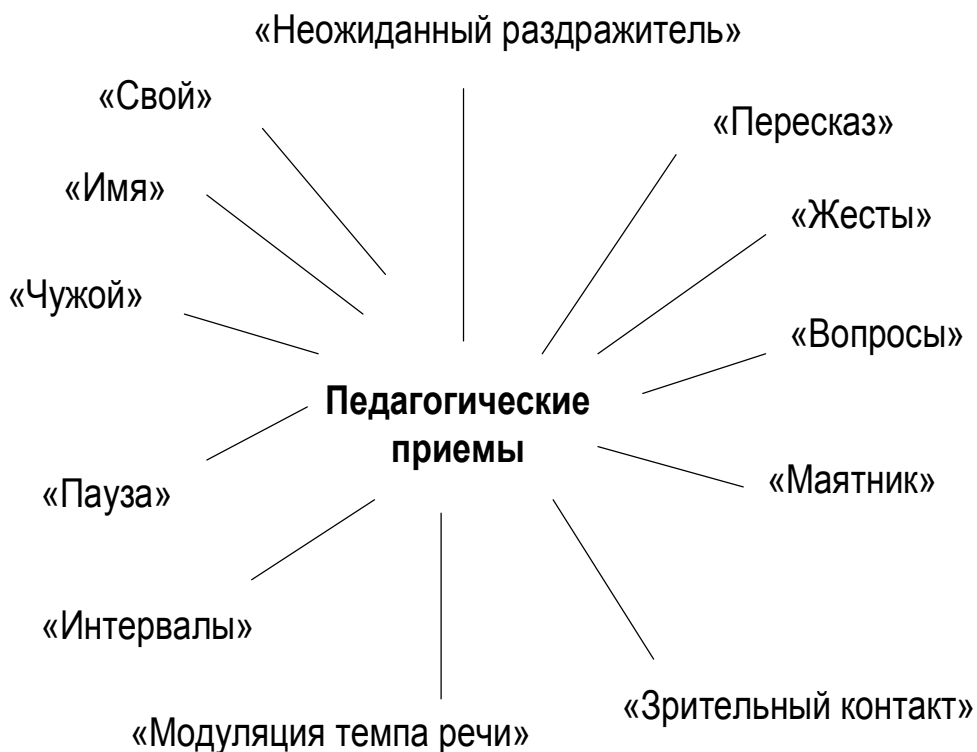 «Неожиданный раздражитель»
«Свой»
«Пересказ»
«Имя»
«Жесты»
«Чужой»
«Вопросы»
Педагогические
приемы
«Маятник»
«Пауза»
«Интервалы»
«Зрительный контакт»
«Модуляция темпа речи»